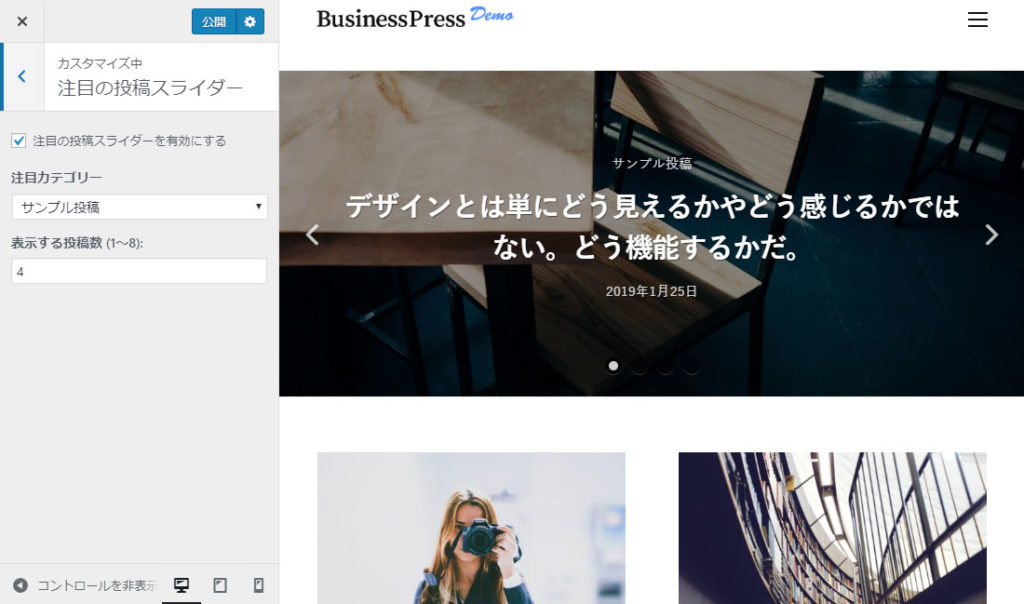 公開
カスタマイズ中
注目の投稿スライダー
注目の投稿スライダーを有効にする
注目カテゴリー
サンプル投稿
表示する投稿数 (1～8):
4
コントロールを非表示
BusinessPress Demo
サンプル投稿
デザインとは単にどう見えるかやどう感じるかでは
ない。どう機能するかだ。
2019年1月25日